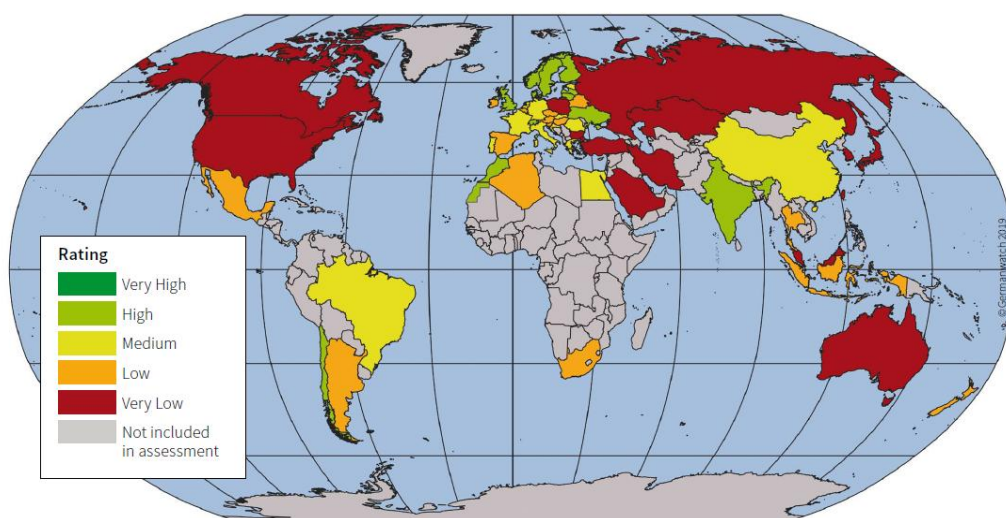 Rating
Very High
High
Medium
Low
Very Low
Not included
in assessment
© Germanwatch 2019